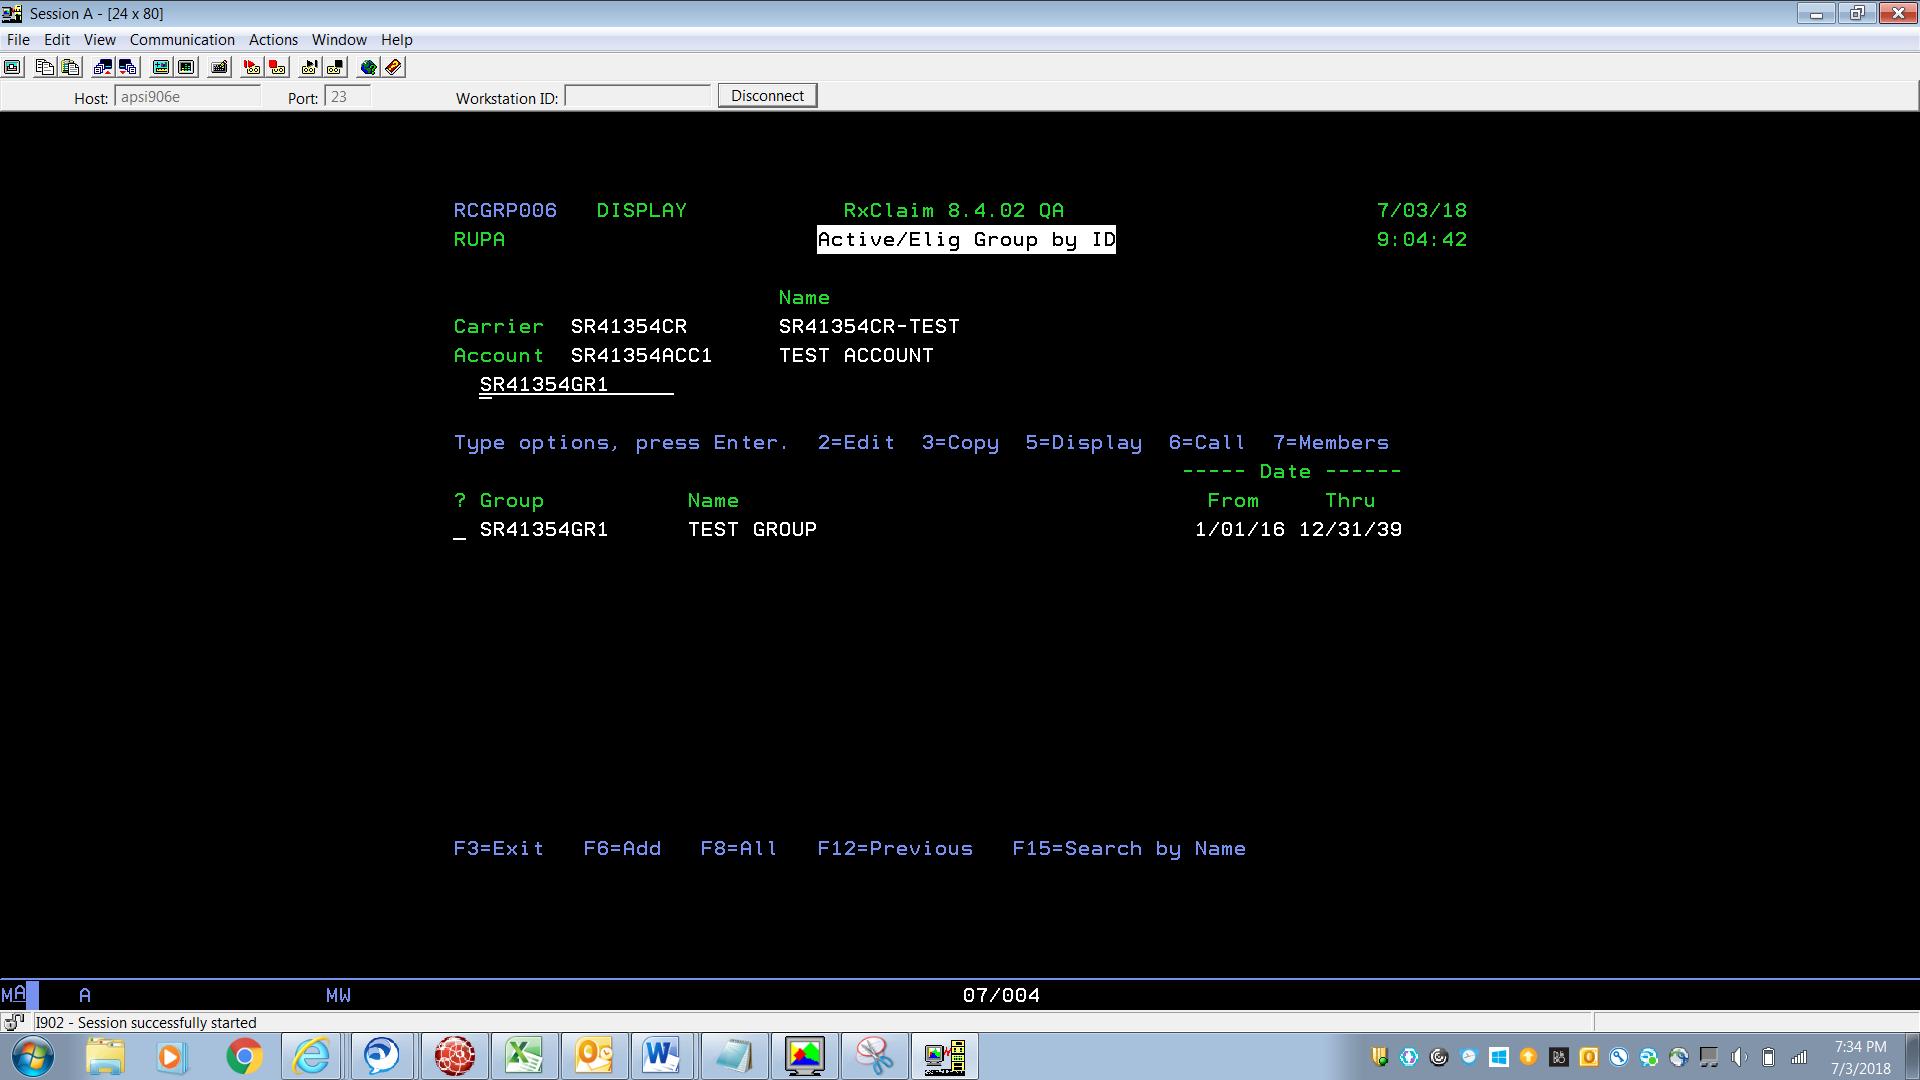 Session A - [24 x 80]
File Edit View Communication Actions Window Help
Host: apsi906e Port: 23 Workstation ID: Disconnect
RCGRP006 DISPLAY RxClaim 8.4.02 QA 7/03/18
RUPA Active/Elig Group by ID 9:04:42
Name
Carrier SR41354CR SR41354CR-TEST
Account SR41354ACC1 TEST ACCOUNT
SR41354GR1
Type options, press Enter. 2=Edit 3=Copy 5=Display 6=Call 7=Members
----- Date ------
? Group Name From Thru
_ SR41354GR1 TEST GROUP 1/01/16 12/31/39
F3=Exit F6=Add F8=All F12=Previous F15=Search by Name
MA A MW 07/004
I902 - Session successfully started
7:34 PM
7/3/2018